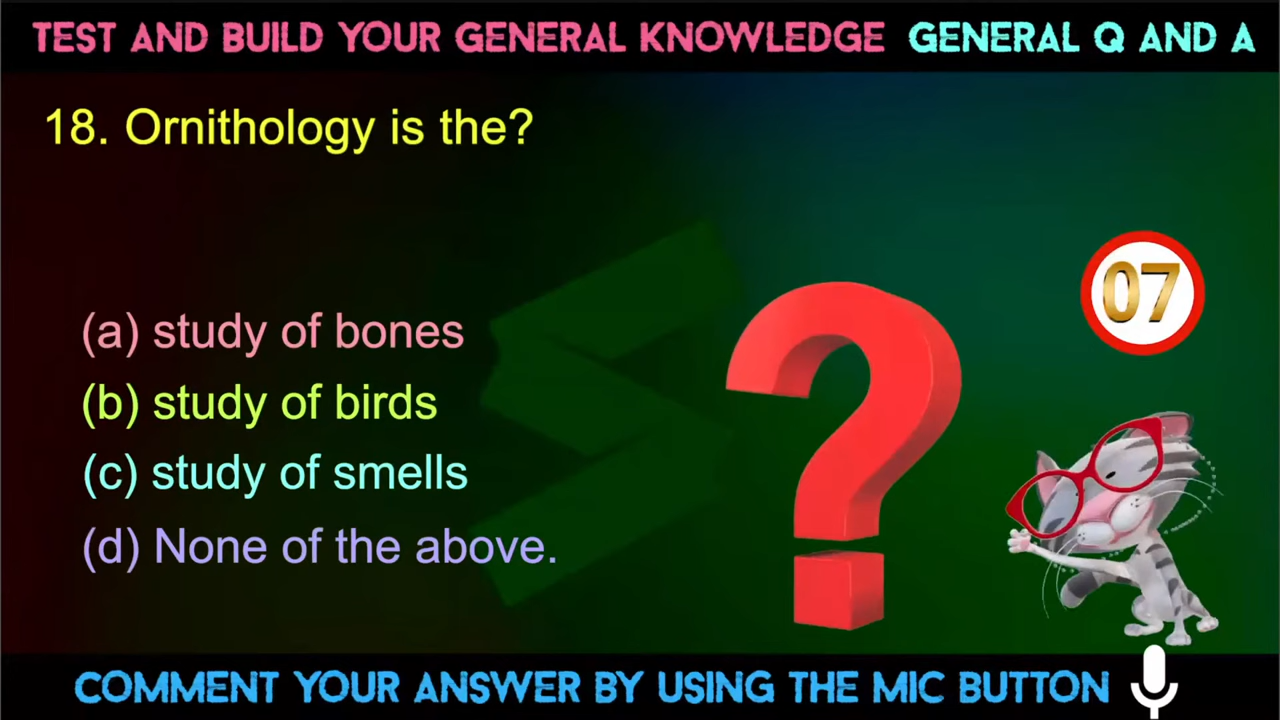 TEST AND BUILD YOUR GENERAL KNOWLEDGE GENERAL Q AND A
18. Ornithology is the?
07
(a) study of bones
(b) study of birds
(c) study of smells
(d) None of the above.
COMMENT YOUR ANSWER BY USING THE MIC BUTTON